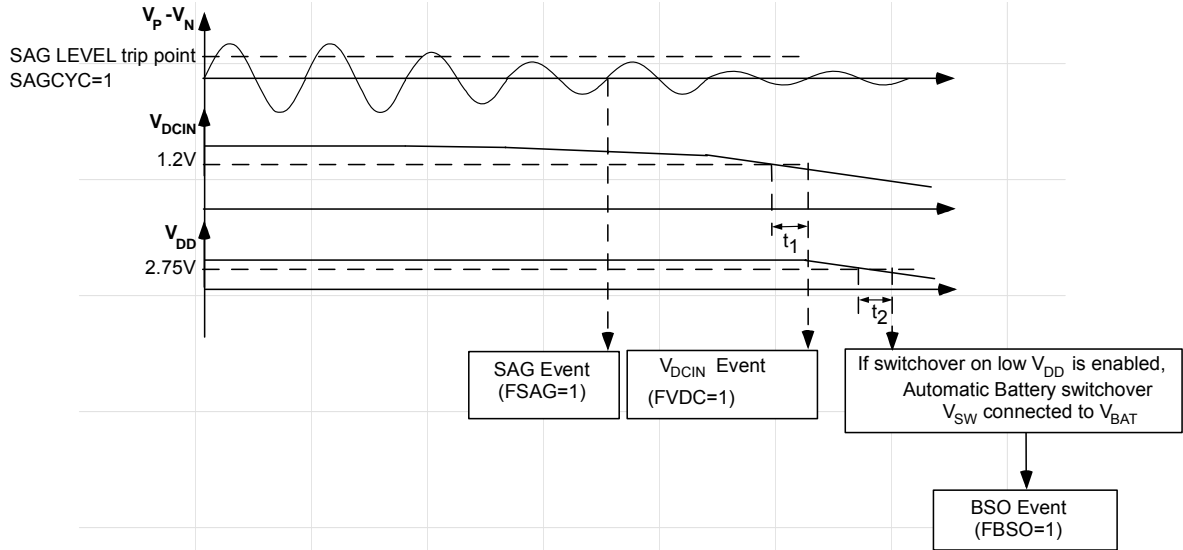 VP -VN
SAG LEVEL trip point
SAGCYC=1
VDCIN
1.2V
t1
VDD
2.75V
t2
SAG Event
(FSAG=1)
VDCIN Event
(FVDC=1)
If switchover on low VDD is enabled,
Automatic Battery switchover
VSW connected to VBAT
BSO Event
(FBSO=1)